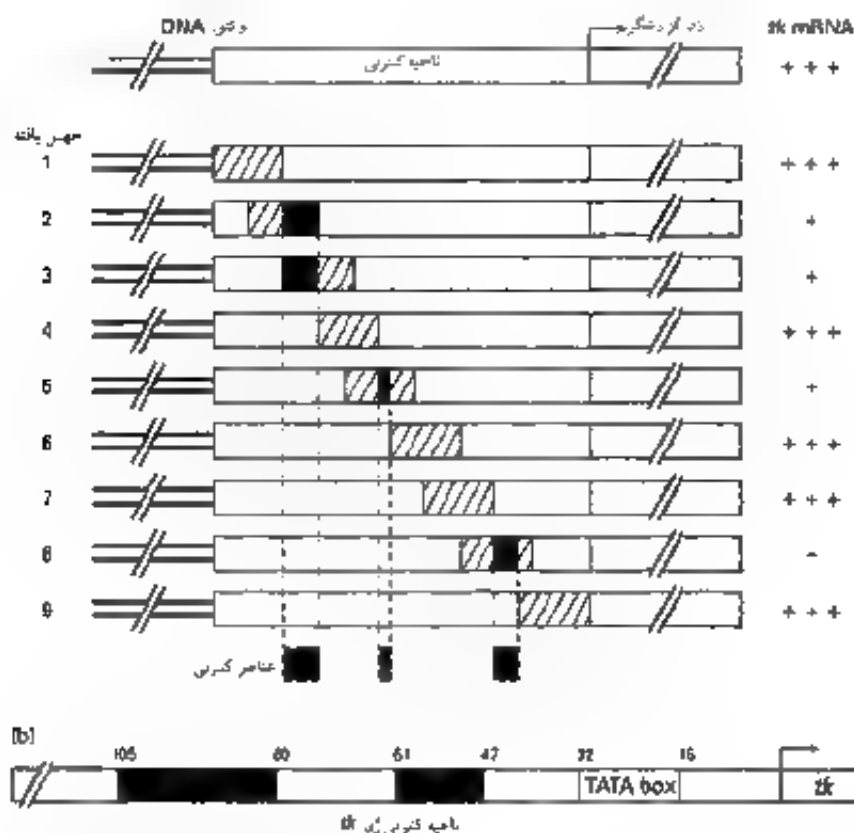 DNA وکتور
ژن گزارشگر
tk mRNA
ناحیه کنترلی
+ + +
جهش یافته
1 + + +
2 +
3 +
4 + + +
5 +
6 + + +
7 + + +
8 -
9 + + +
عناصر کنترلی
[b]
105 80 61 47 32 16
TATA box tk
ناحیه کنترلی ژن tk